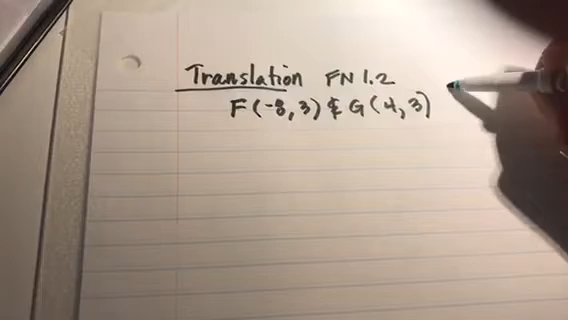 Translation FN 1.2
F(-8,3) & G(4,3)